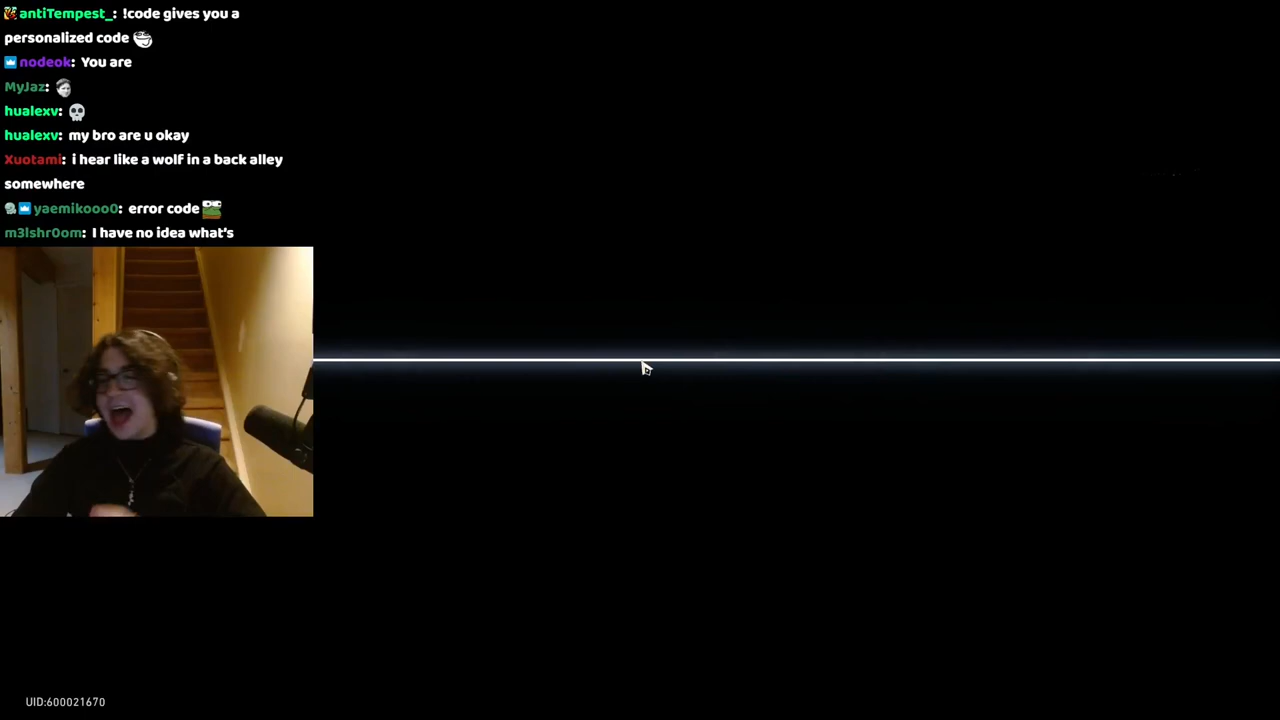 antiTempest_: !code gives you a
personalized code
nodeok: You are
MyJaz:
hualexv:
hualexv: my bro are u okay
Xuotami: i hear like a wolf in a back alley
somewhere
yaemikooo0: error code
m3lshr0om: I have no idea what's
UID:600021670